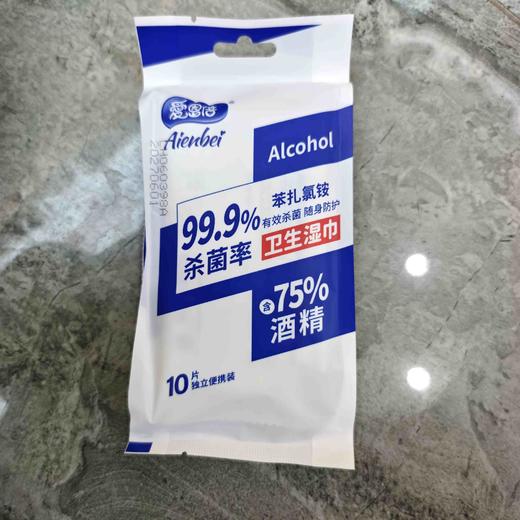 爱恩倍
Aienbei
20270601
Alcohol
苯扎氯铵
99.9%
有效杀菌 随身防护
杀菌率
卫生湿巾
含75%
酒精
10片
独立便携装